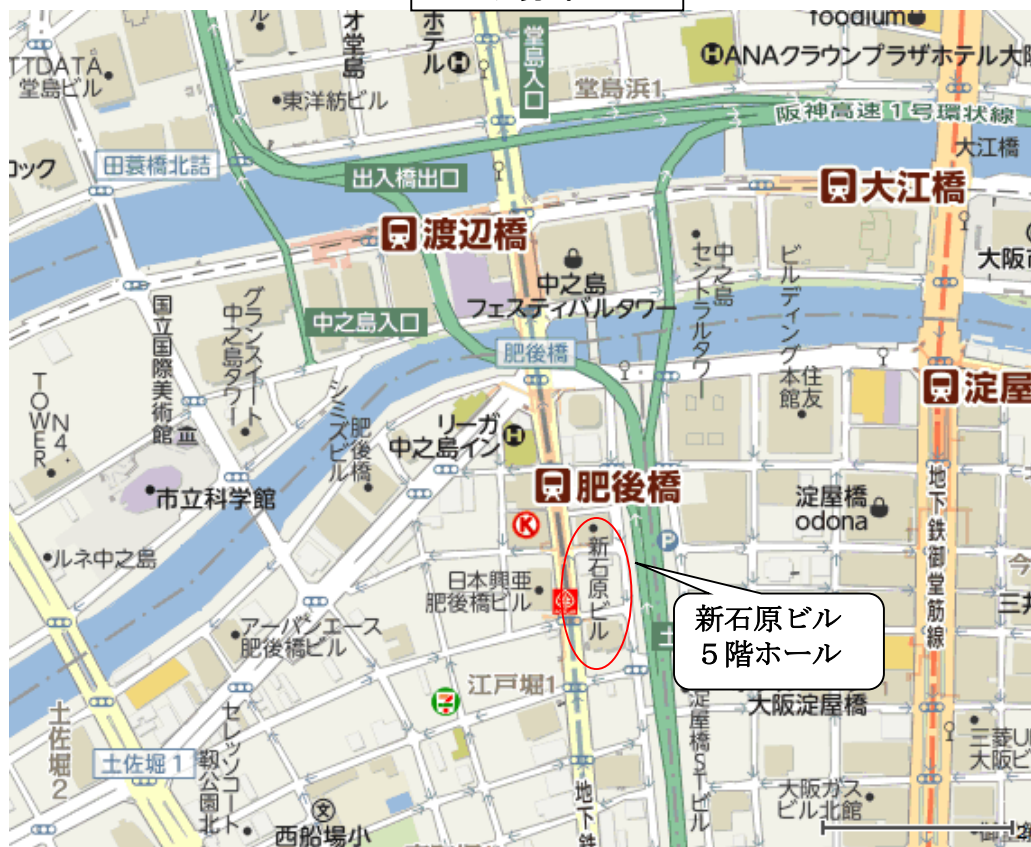 foodium
TTDATA
堂島ビル
オ堂島
ホテル
堂島入口
ANAクラウンプラザホテル大阪
東洋紡ビル
堂島浜1
阪神高速1号環状線
大江橋
田蓑橋北詰
出入橋出口
大江橋
渡辺橋
中之島
フェスティバルタワー
中之島
セントラルタワー
ビルディング
大阪市
国立国際美術館
グランスイート
中之島タワー
中之島入口
肥後橋
住友
本館
淀屋
TOWER
N4.
シミズビル
肥後橋
リーガ
中之島イン
市立科学館
肥後橋
淀屋橋
odona
地下鉄御堂筋線
ルネ中之島
K
新石原ビル
P
今
日本興亜
肥後橋ビル
新石原ビル
5階ホール
三井
アーバンエース
肥後橋ビル
土
江戸堀1
淀屋橋STビル
大阪淀屋橋
土佐堀2
土佐堀1
セレッソコート
靱公園北
三菱U
大阪ビ
大阪ガス
ビル北館
地下鉄
文
西船場小